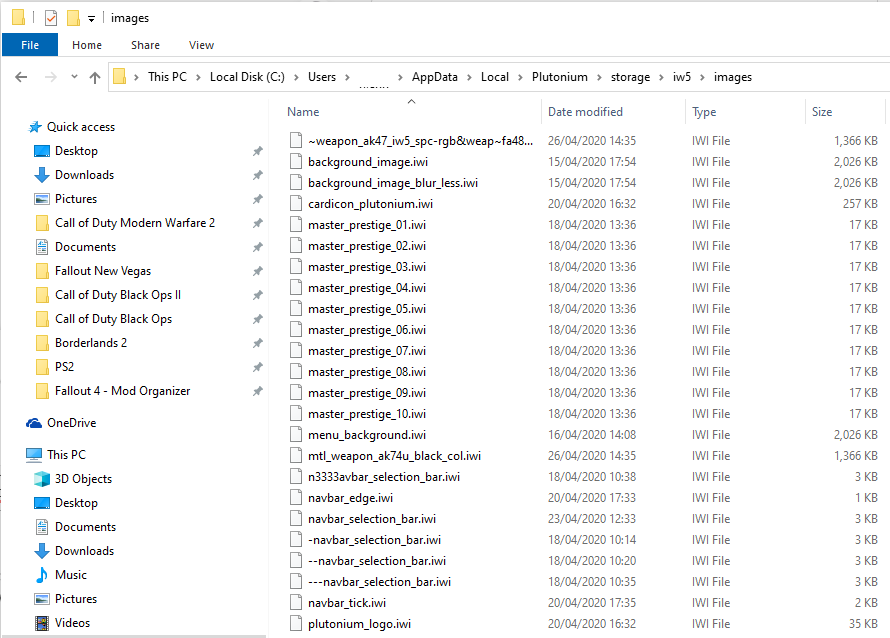 images
File Home Share View
This PC > Local Disk (C:) > Users > > AppData > Local > Plutonium > storage > iw5 > images
Name Date modified Type Size
Quick access
Desktop
Downloads
Pictures
Call of Duty Modern Warfare 2
Documents
Fallout New Vegas
Call of Duty Black Ops II
Call of Duty Black Ops
Borderlands 2
PS2
Fallout 4 - Mod Organizer
OneDrive
This PC
3D Objects
Desktop
Documents
Downloads
Music
Pictures
Videos
~weapon_ak47_iw5_spc-rgb&weap~fa48... 26/04/2020 14:35 IWI File 1,366 KB
background_image.iwi 15/04/2020 17:54 IWI File 2,026 KB
background_image_blur_less.iwi 15/04/2020 17:54 IWI File 2,026 KB
cardicon_plutonium.iwi 20/04/2020 16:32 IWI File 257 KB
master_prestige_01.iwi 18/04/2020 13:36 IWI File 17 KB
master_prestige_02.iwi 18/04/2020 13:36 IWI File 17 KB
master_prestige_03.iwi 18/04/2020 13:36 IWI File 17 KB
master_prestige_04.iwi 18/04/2020 13:36 IWI File 17 KB
master_prestige_05.iwi 18/04/2020 13:36 IWI File 17 KB
master_prestige_06.iwi 18/04/2020 13:36 IWI File 17 KB
master_prestige_07.iwi 18/04/2020 13:36 IWI File 17 KB
master_prestige_08.iwi 18/04/2020 13:36 IWI File 17 KB
master_prestige_09.iwi 18/04/2020 13:36 IWI File 17 KB
master_prestige_10.iwi 18/04/2020 13:36 IWI File 17 KB
menu_background.iwi 16/04/2020 14:08 IWI File 2,026 KB
mtl_weapon_ak74u_black_col.iwi 26/04/2020 14:35 IWI File 1,366 KB
n3333avbar_selection_bar.iwi 18/04/2020 10:38 IWI File 3 KB
navbar_edge.iwi 20/04/2020 17:33 IWI File 1 KB
navbar_selection_bar.iwi 23/04/2020 12:33 IWI File 3 KB
-navbar_selection_bar.iwi 18/04/2020 10:14 IWI File 3 KB
--navbar_selection_bar.iwi 18/04/2020 10:20 IWI File 3 KB
---navbar_selection_bar.iwi 18/04/2020 10:35 IWI File 3 KB
navbar_tick.iwi 20/04/2020 17:35 IWI File 2 KB
plutonium_logo.iwi 20/04/2020 16:32 IWI File 35 KB